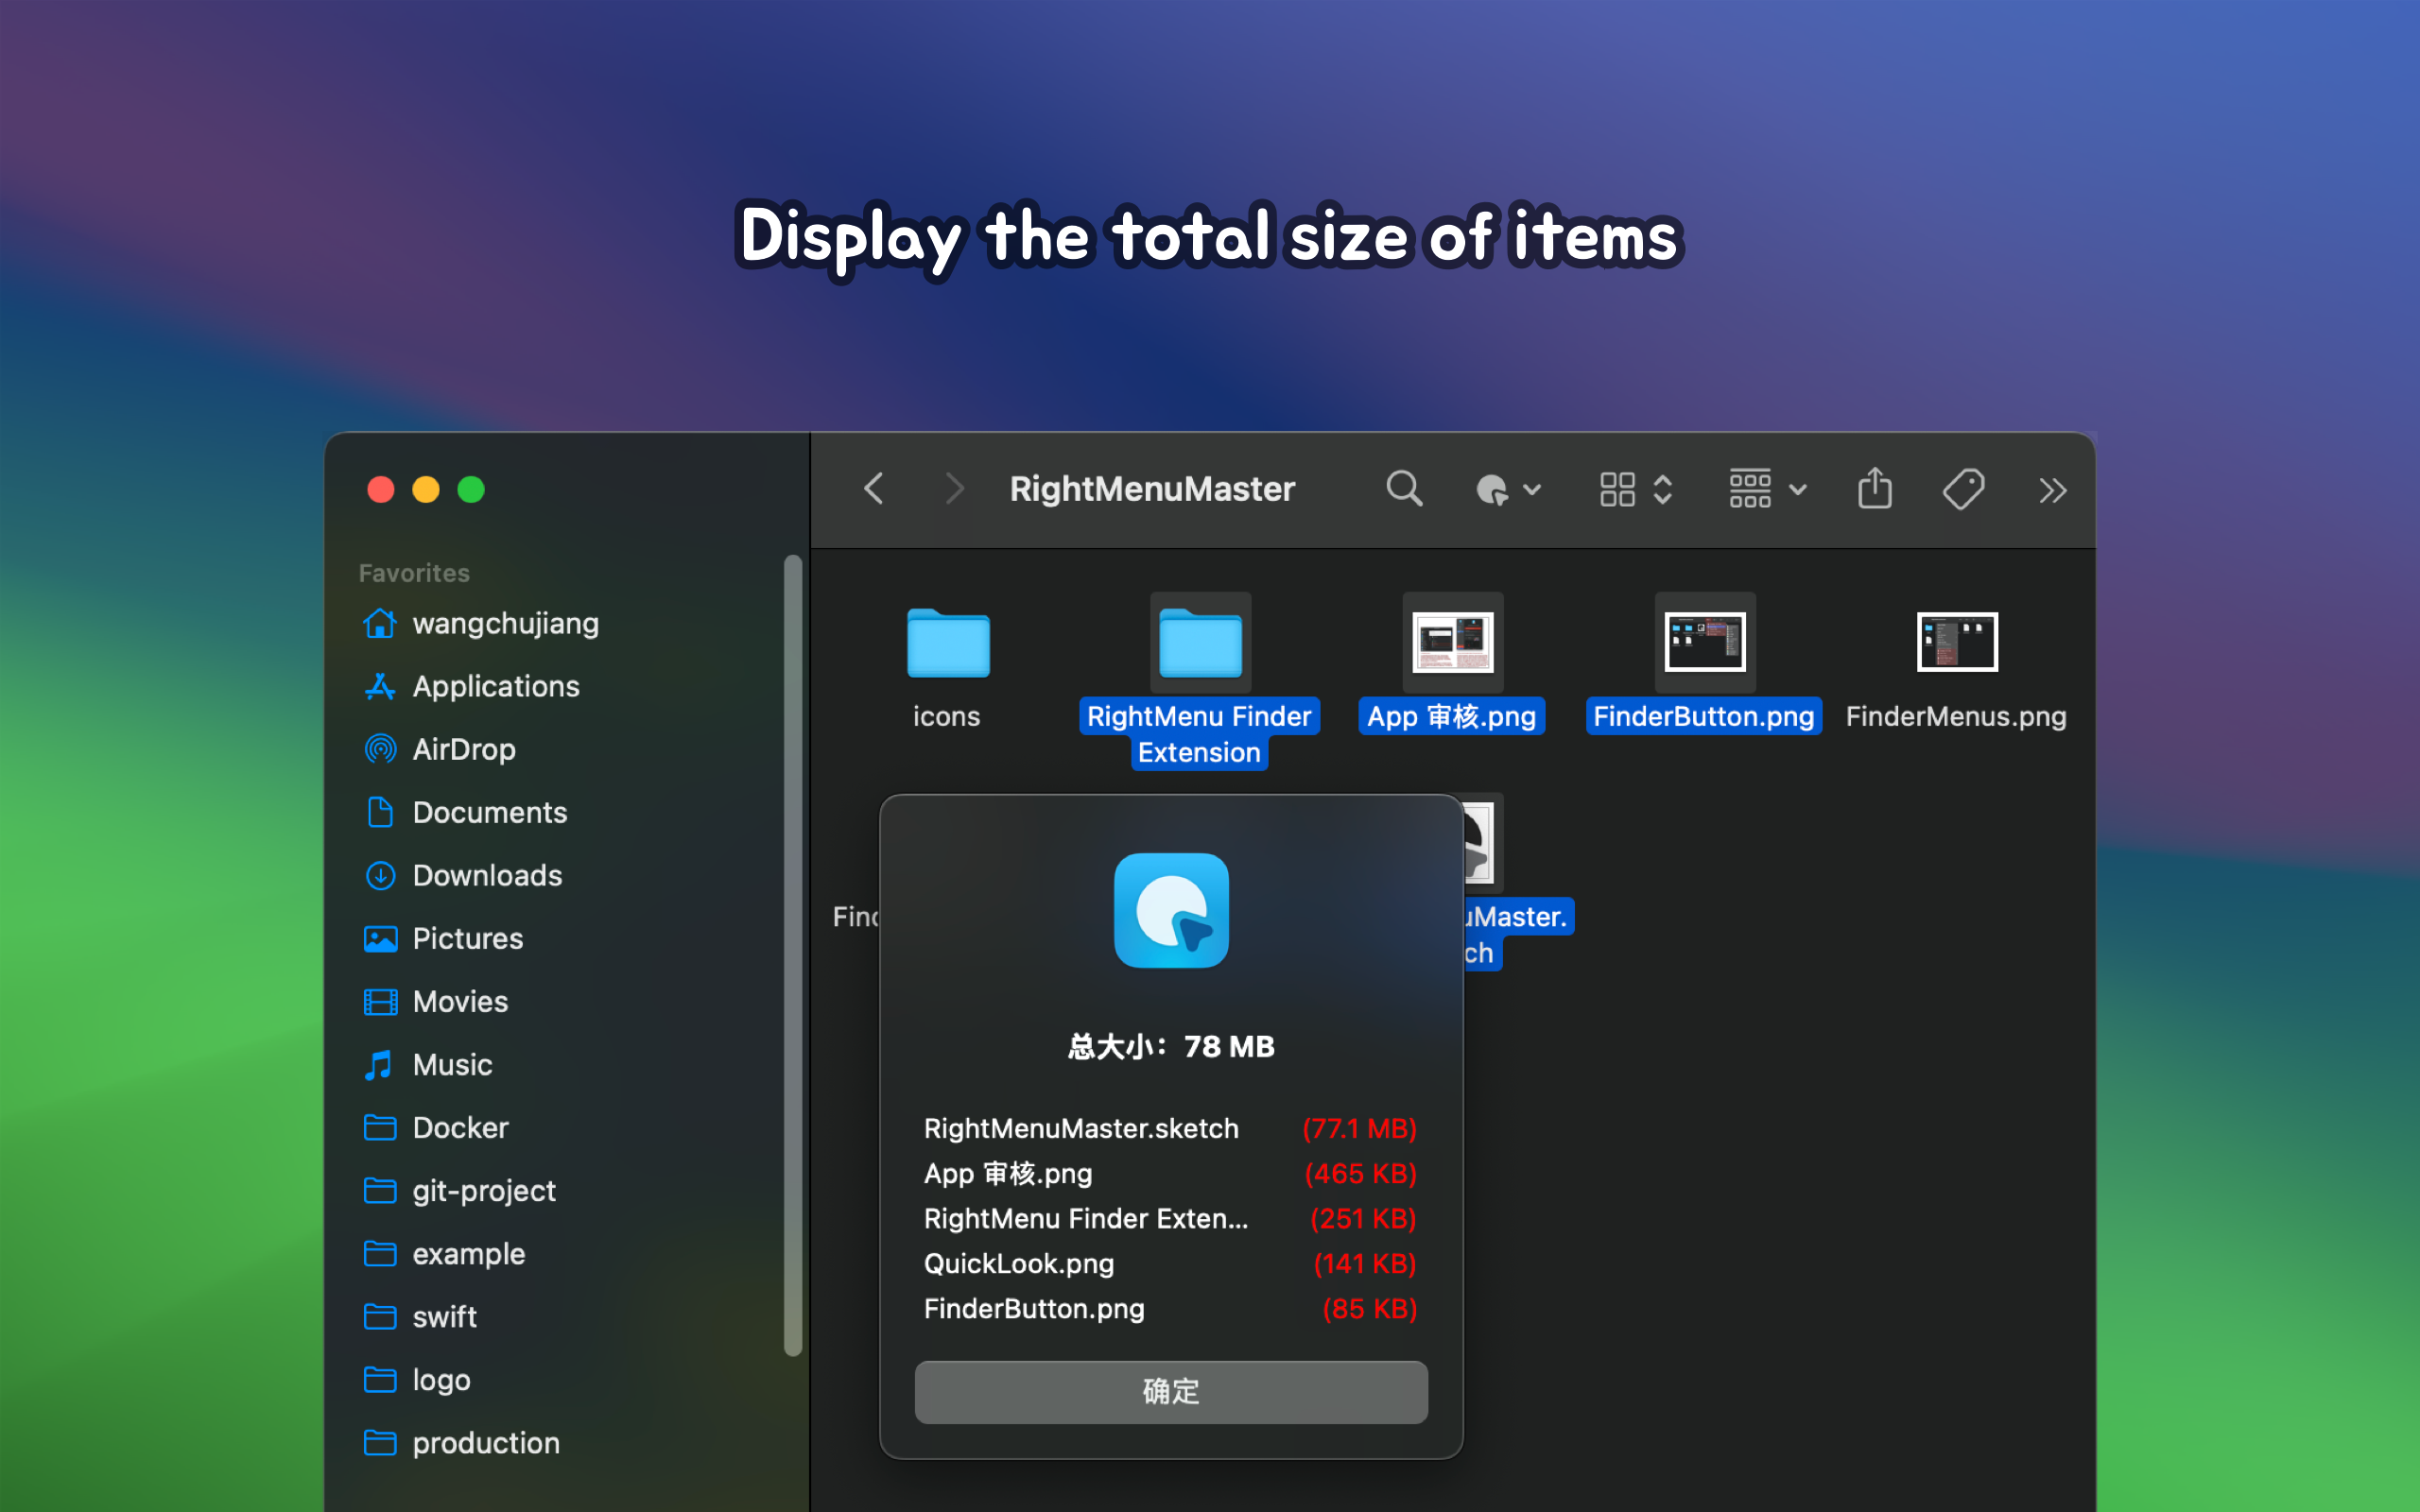 Display the total size of items
RightMenuMaster
Favorites
wangchujiang
Applications
AirDrop
Documents
Downloads
Pictures
Movies
Music
Docker
git-project
example
swift
logo
production
icons
RightMenu Finder
Extension
App 审核.png
FinderButton.png
FinderMenus.png
Find
uMaster.
ch
总大小：78 MB
RightMenuMaster.sketch (77.1 MB)
App 审核.png (465 KB)
RightMenu Finder Exten... (251 KB)
QuickLook.png (141 KB)
FinderButton.png (85 KB)
确定